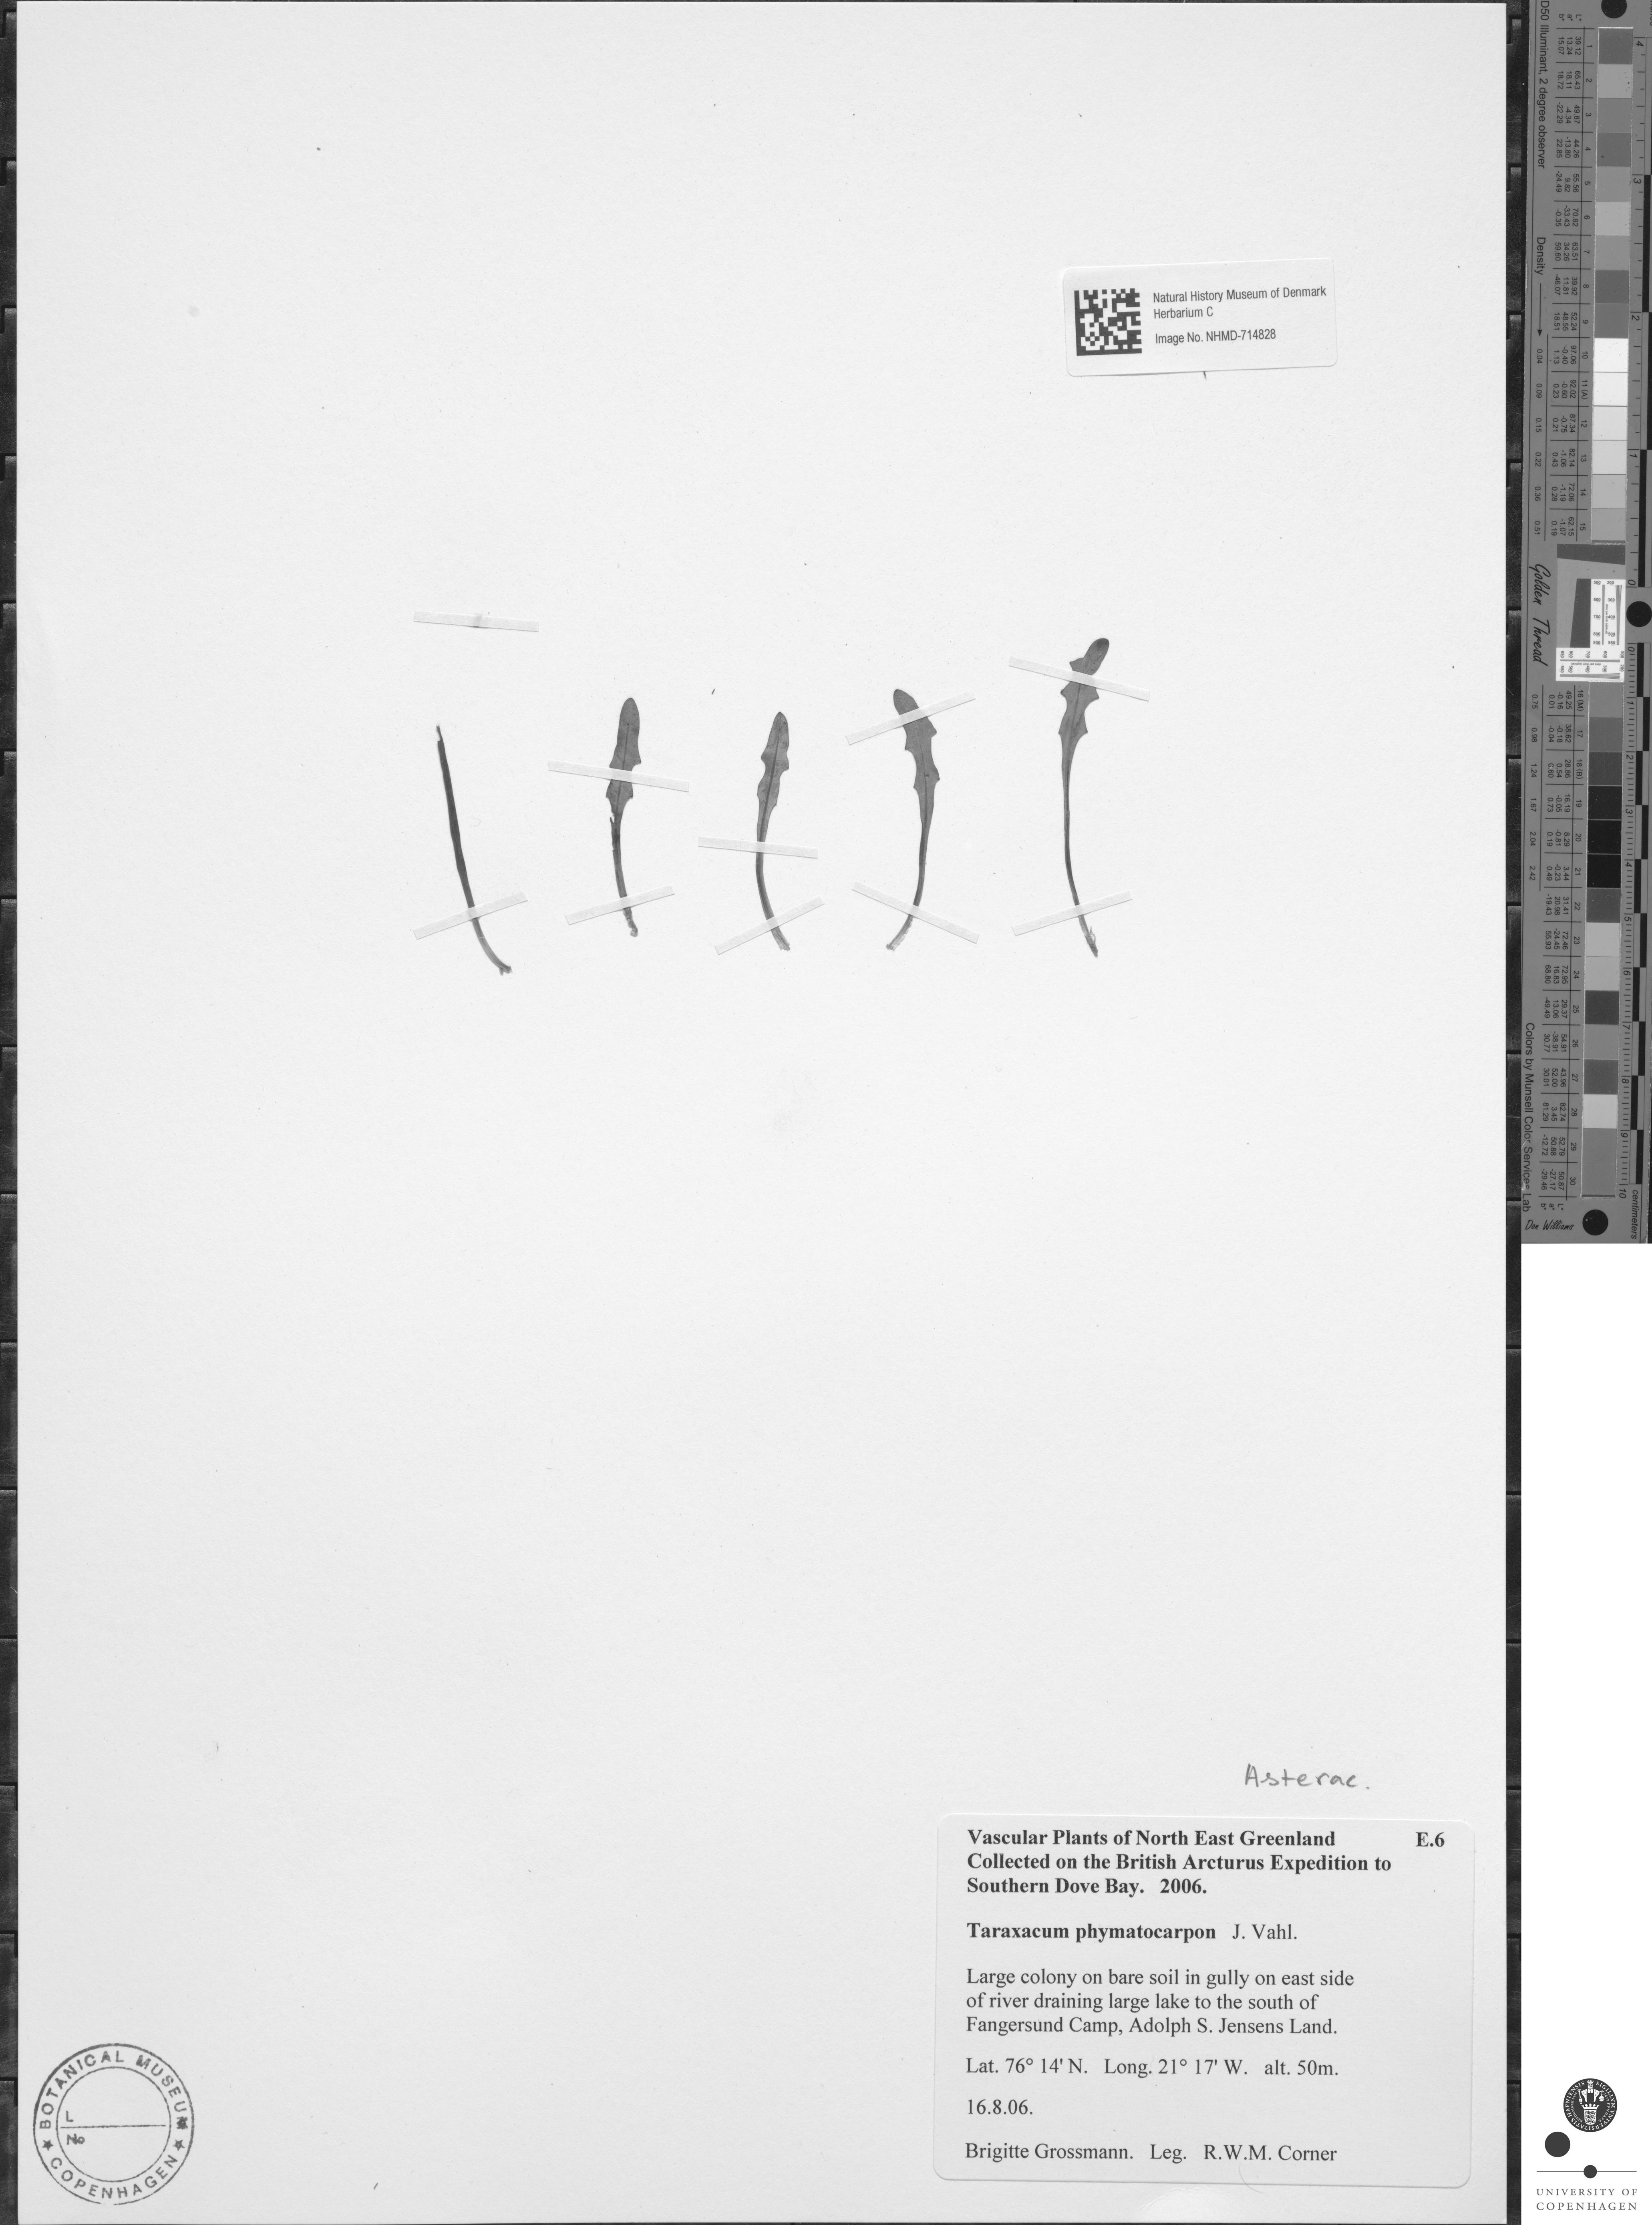 Natural History Museum of Denmark
Herbarium C
Image No. NHMD-714828
Asterac.
Vascular Plants of North East Greenland E.6
Collected on the British Arcturus Expedition to
Southern Dove Bay. 2006.
Taraxacum phymatocarpon J. Vahl.
Large colony on bare soil in gully on east side
of river draining large lake to the south of
Fangersund Camp, Adolph S. Jensens Land.
Lat. 76° 14' N. Long. 21° 17' W. alt. 50m.
16.8.06.
Brigitte Grossmann. Leg. R.W.M. Corner
BOTANICAL MUSEUM
L
No
COPENHAGEN
D50 Illuminant, 2 degree observer
Density
Golden Thread
Colors by Munsell Color Services Lab
Don Williams
centimeters
UNIVERSITY OF
COPENHAGEN